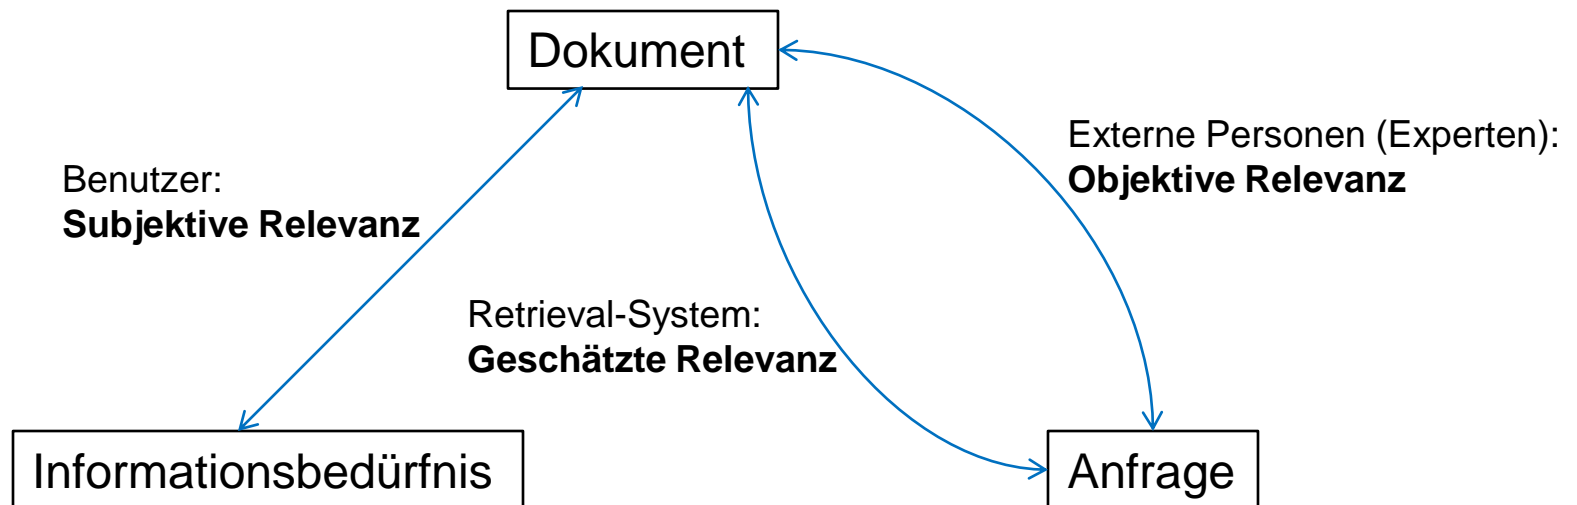 Dokument
Externe Personen (Experten):
Objektive Relevanz
Benutzer:
Subjektive Relevanz
Retrieval-System:
Geschätzte Relevanz
Informationsbedürfnis
Anfrage